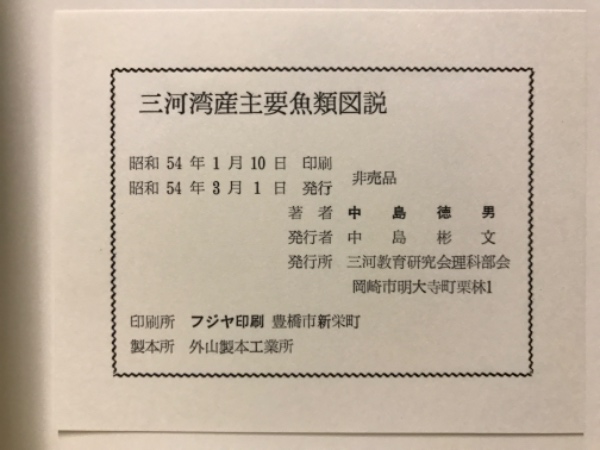 三河湾産主要魚類図説
昭和 54 年 1 月 10 日 印刷
昭和 54 年 3 月 1 日 発行
非売品
著者 中島徳男
発行者 中島彬文
発行所 三河教育研究会理科部会
岡崎市明大寺町栗林1
印刷所 フジヤ印刷 豊橋市新栄町
製本所 外山製本工業所